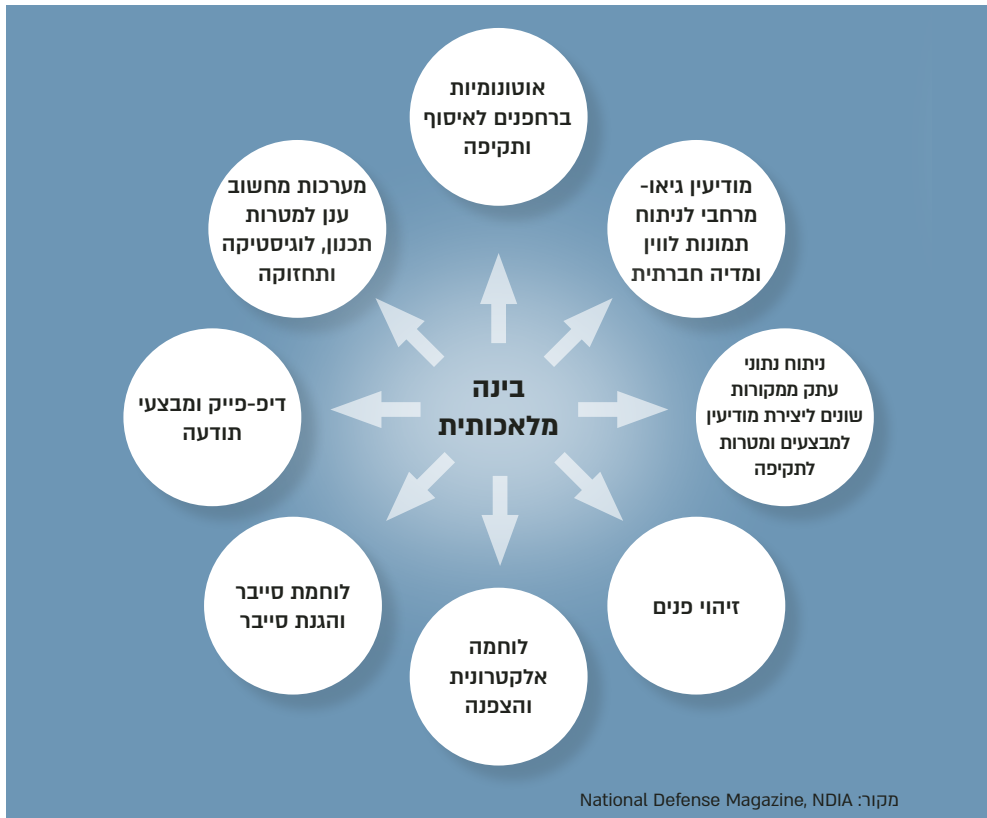 אוטונומיות
ברחפנים לאיסוף
ותקיפה
מודיעין גיאו-
מרחבי לניתוח
תמונות לווין
ומדיה חברתית
ניתוח נתוני
עתק ממקורות
שונים ליצירת מודיעין
למבצעים ומטרות
לתקיפה
זיהוי פנים
לוחמה
אלקטרונית
והצפנה
לוחמת סייבר
והגנת סייבר
דיפ-פייק ומבצעי
תודעה
מערכות מחשוב
ענן למטרות
תכנון, לוגיסטיקה
ותחזוקה
בינה
מלאכותית
מקור: National Defense Magazine, NDIA